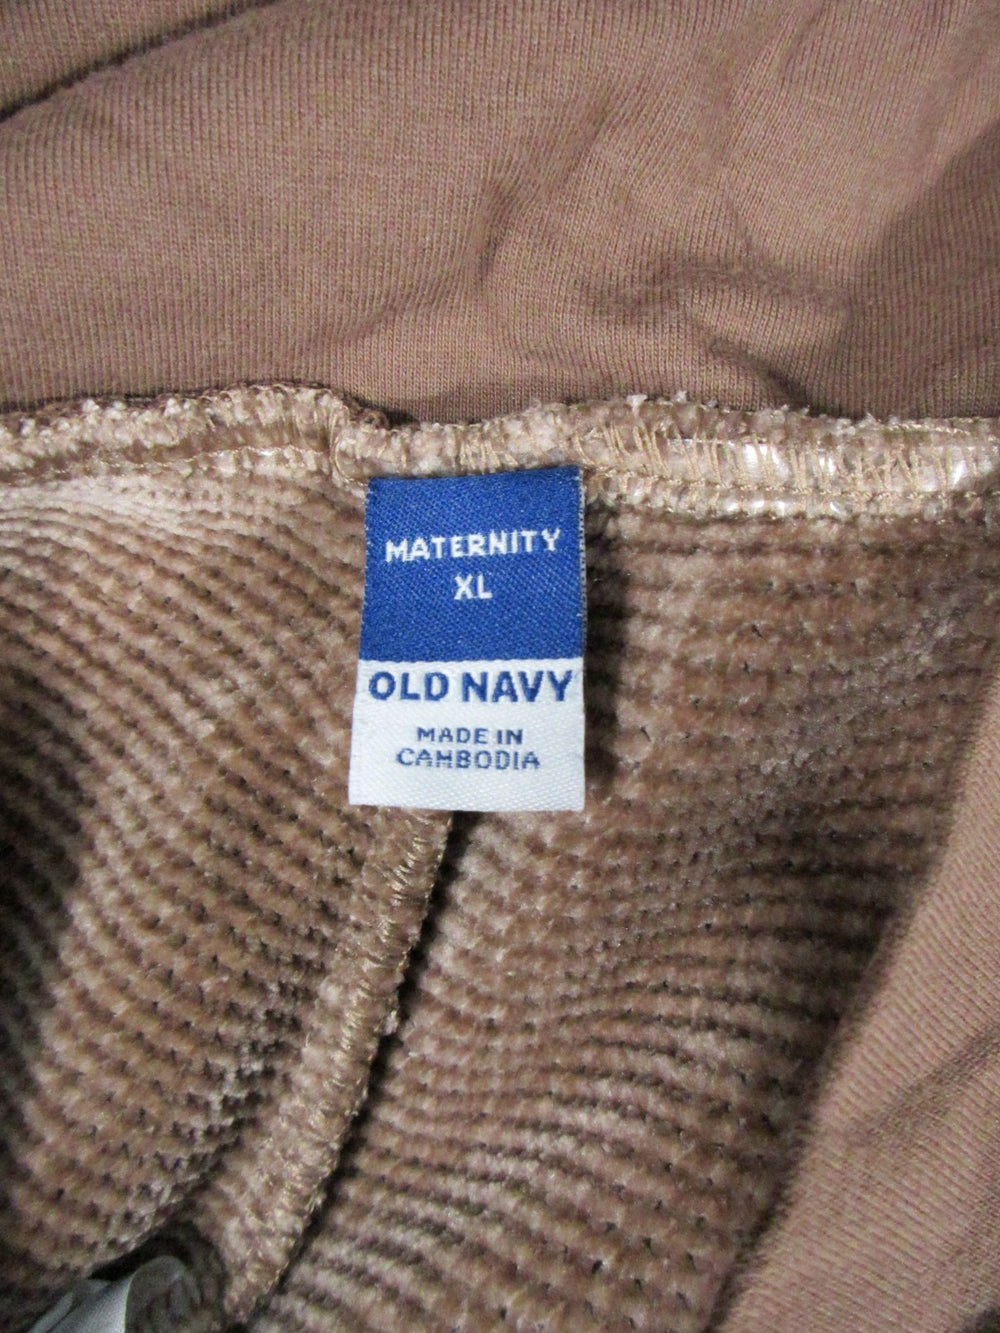 MATERNITY
XL
OLD NAVY
MADE IN
CAMBODIA